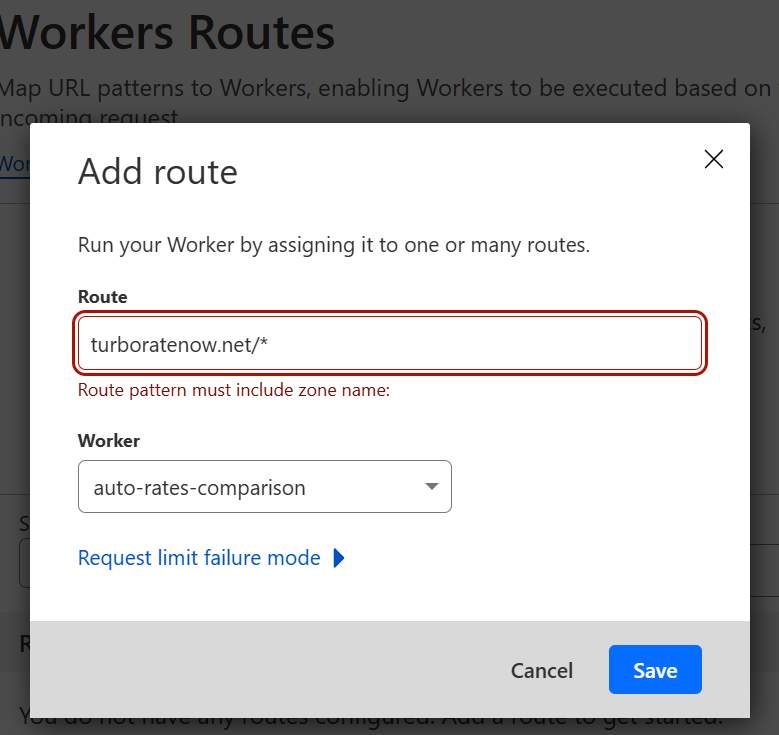 Workers Routes
Map URL patterns to Workers, enabling Workers to be executed based on
incoming request
Add route
Run your Worker by assigning it to one or many routes.
Route
turboratenow.net/*
Route pattern must include zone name:
Worker
auto-rates-comparison
Request limit failure mode
Cancel
Save
You do not have any routes configured. Add a route to get started.